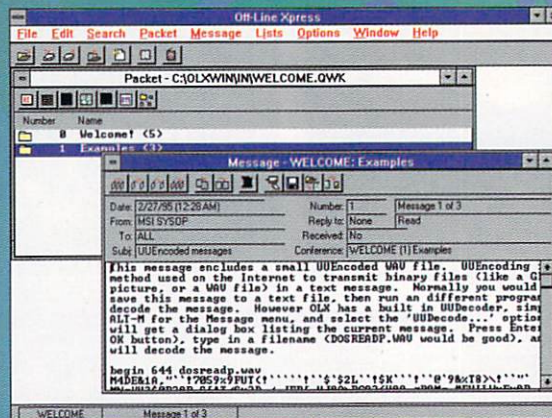 Off-Line Xpress
File Edit Search Packet Message Lists Options Window Help
Packet - C:\OLXWIN\IN\WELCOME.QWK
Number Name
0 Welcome! (5)
1 Examples (3)
Message - WELCOME: Examples
Date: 2/27/95 (12:28 AM) Number: 1 Message 1 of 3
From: MSI SYSOP Reply to: None Read
To: ALL Received: No
Subj: UUEncoded messages Conference: WELCOME (1) Examples
This message encludes a small UUEncoded WAV file. UUEncoding
method used on the Internet to transmit binary files (like a GI
picture, or a WAV file) in a text message. Normally you would
save this message to a text file, then run an different program
decode the message. However OLX has a built in UUDecoder, simp
ALT-M for the Message menu, and select the 'UUDecode...' option
will get a dialog box listing the current message. Press Enter
OK button), type in a filename (DOSREADP.WAV would be good), an
will decode the message.
begin 644 dosreadp.wav
WELCOME Message 1 of 3